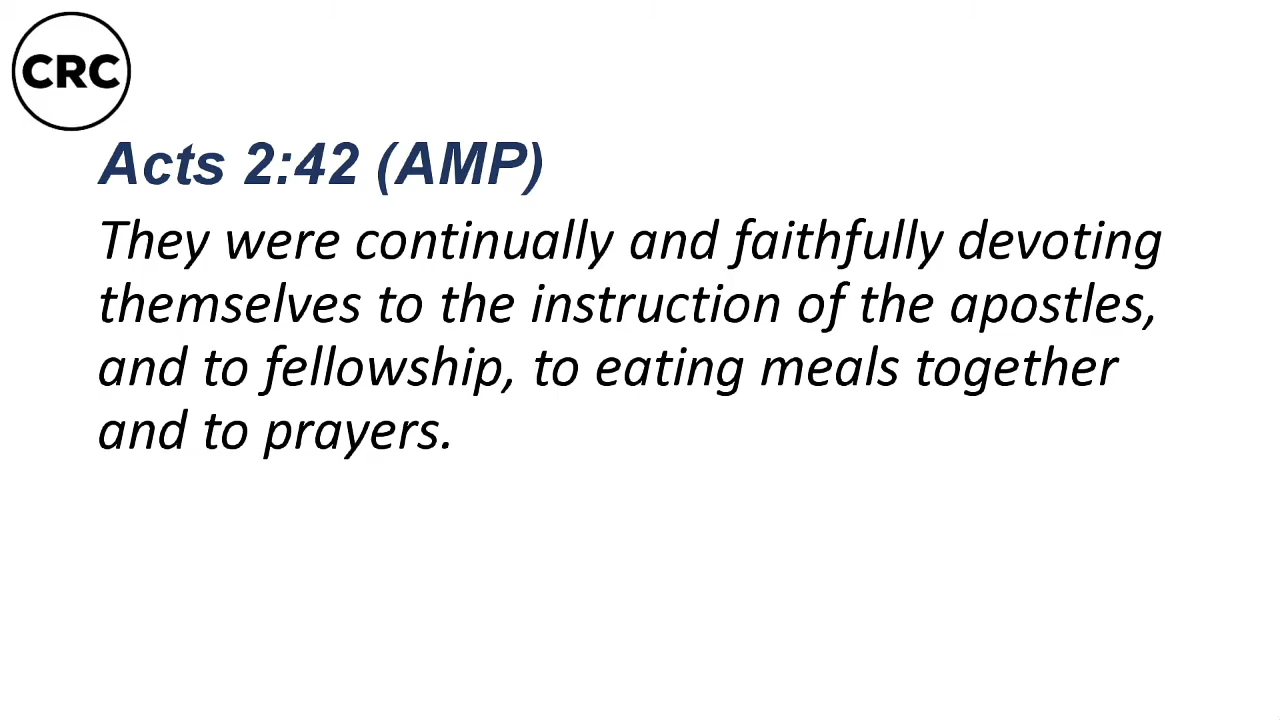 CRC
Acts 2:42 (AMP)
They were continually and faithfully devoting
themselves to the instruction of the apostles,
and to fellowship, to eating meals together
and to prayers.